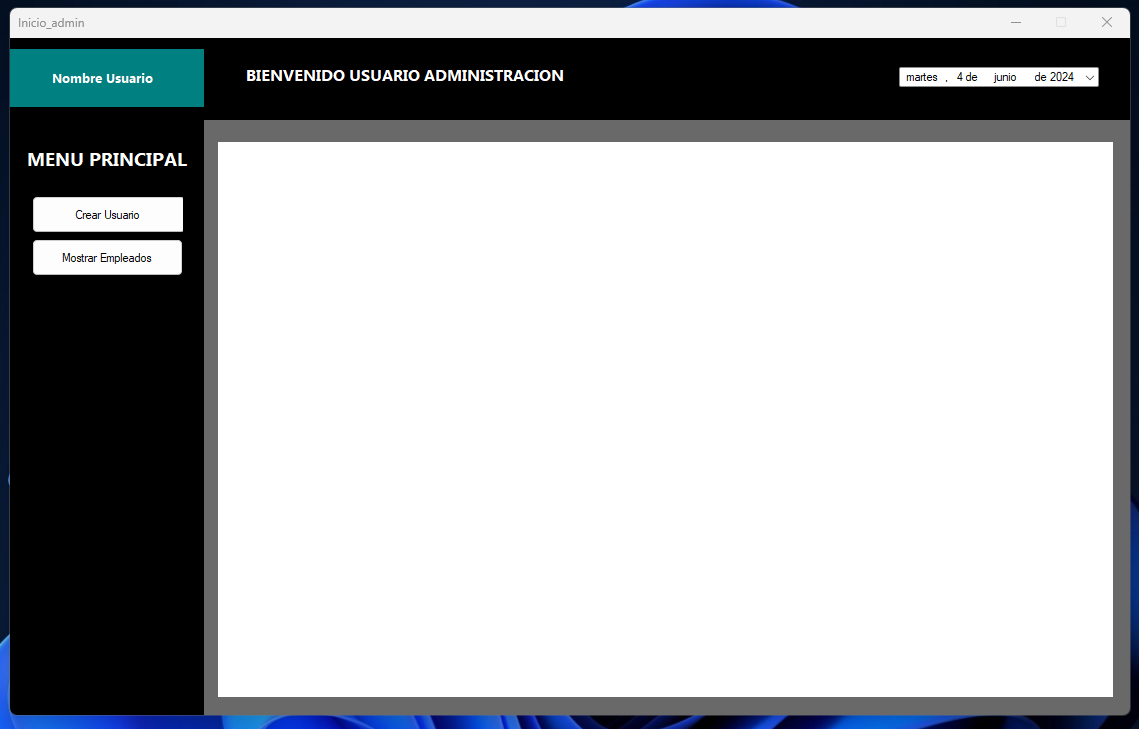 Inicio_admin
Nombre Usuario
BIENVENIDO USUARIO ADMINISTRACION
martes , 4 de junio de 2024
MENU PRINCIPAL
Crear Usuario
Mostrar Empleados